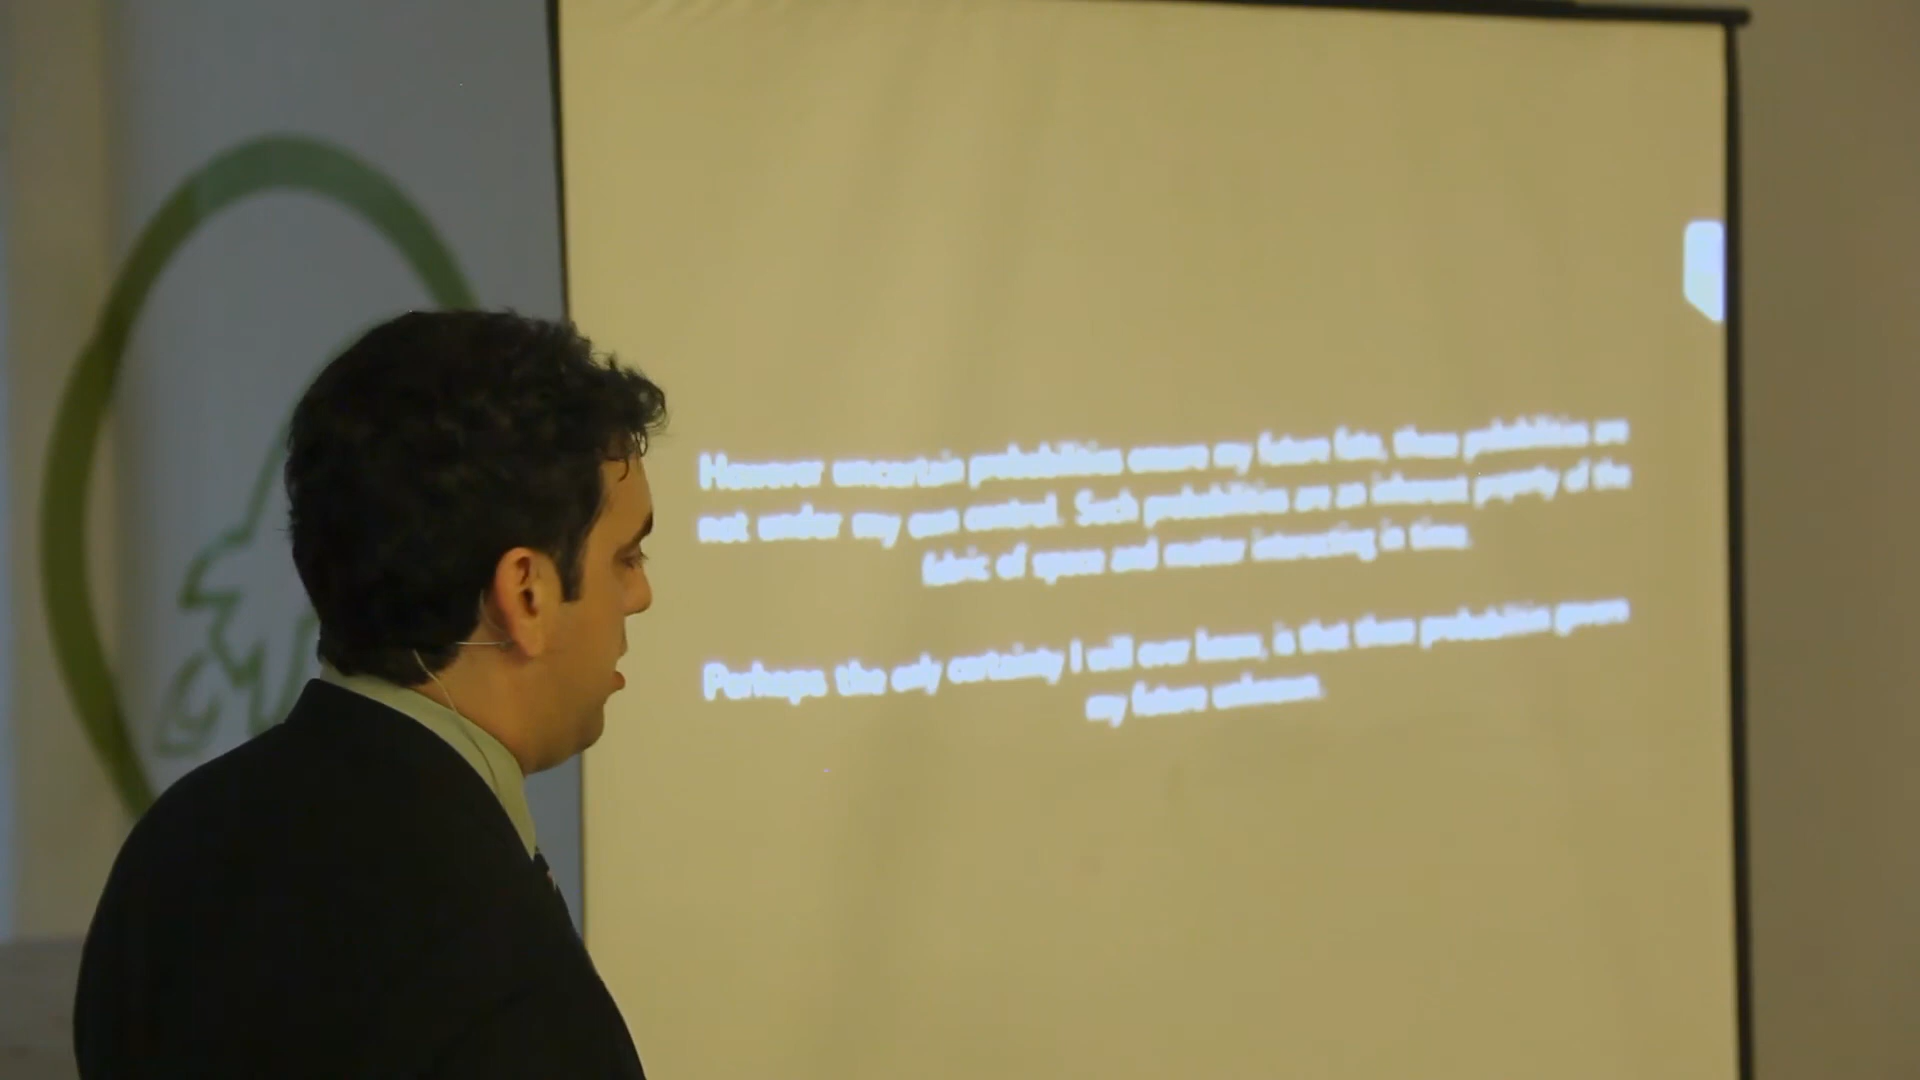 However uncertain probabilities my future fate, these probabilities are
not under my own control. Such probabilities are an inherent property of the
fabric of space and matter interacting in time.
Perhaps the only certainty I will ever have, is that these probabilities govern
my future unknown.